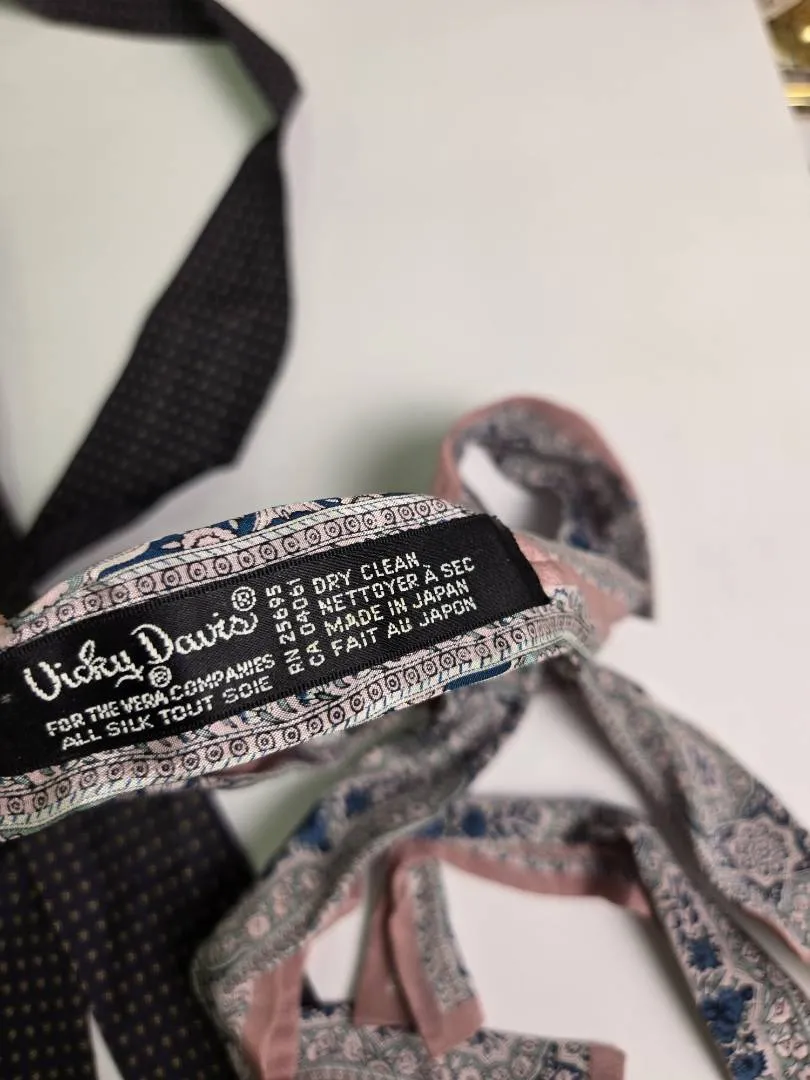 Vicky Davis®
FOR THE VERA® COMPANIES
ALL SILK TOUT SOIE
RN 25695
CA 04061
DRY CLEAN
NETTOYER À SEC
MADE IN JAPAN
FAIT AU JAPON